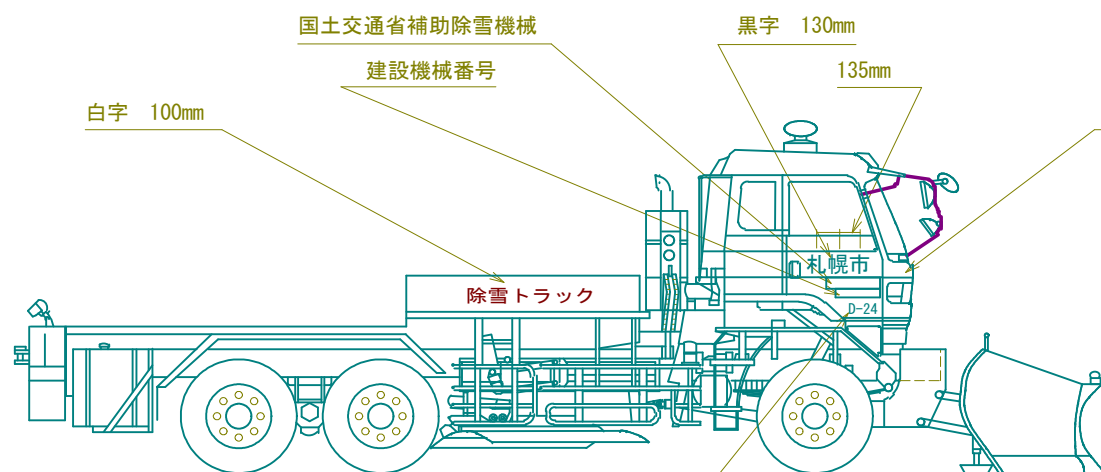 国土交通省補助除雪機械
黒字　130mm
建設機械番号
135mm
白字　100mm
札幌市
除雪トラック
D-24